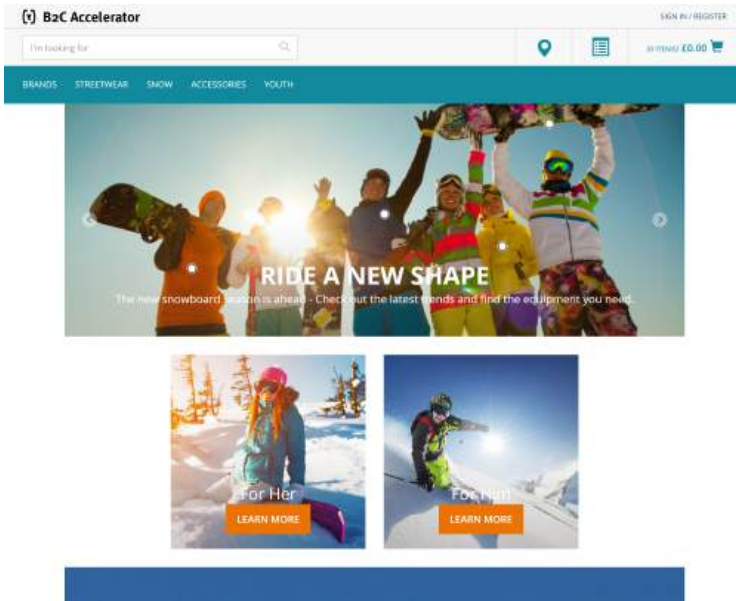 B2C Accelerator
SIGN IN / REGISTER
I'm looking for
£0.00
BRANDS STREETWEAR SNOW ACCESSORIES YOUTH
RIDE A NEW SHAPE
The new snowboard season is ahead - Check out the latest trends and find the equipment you need.
For Her
For Him
LEARN MORE
LEARN MORE